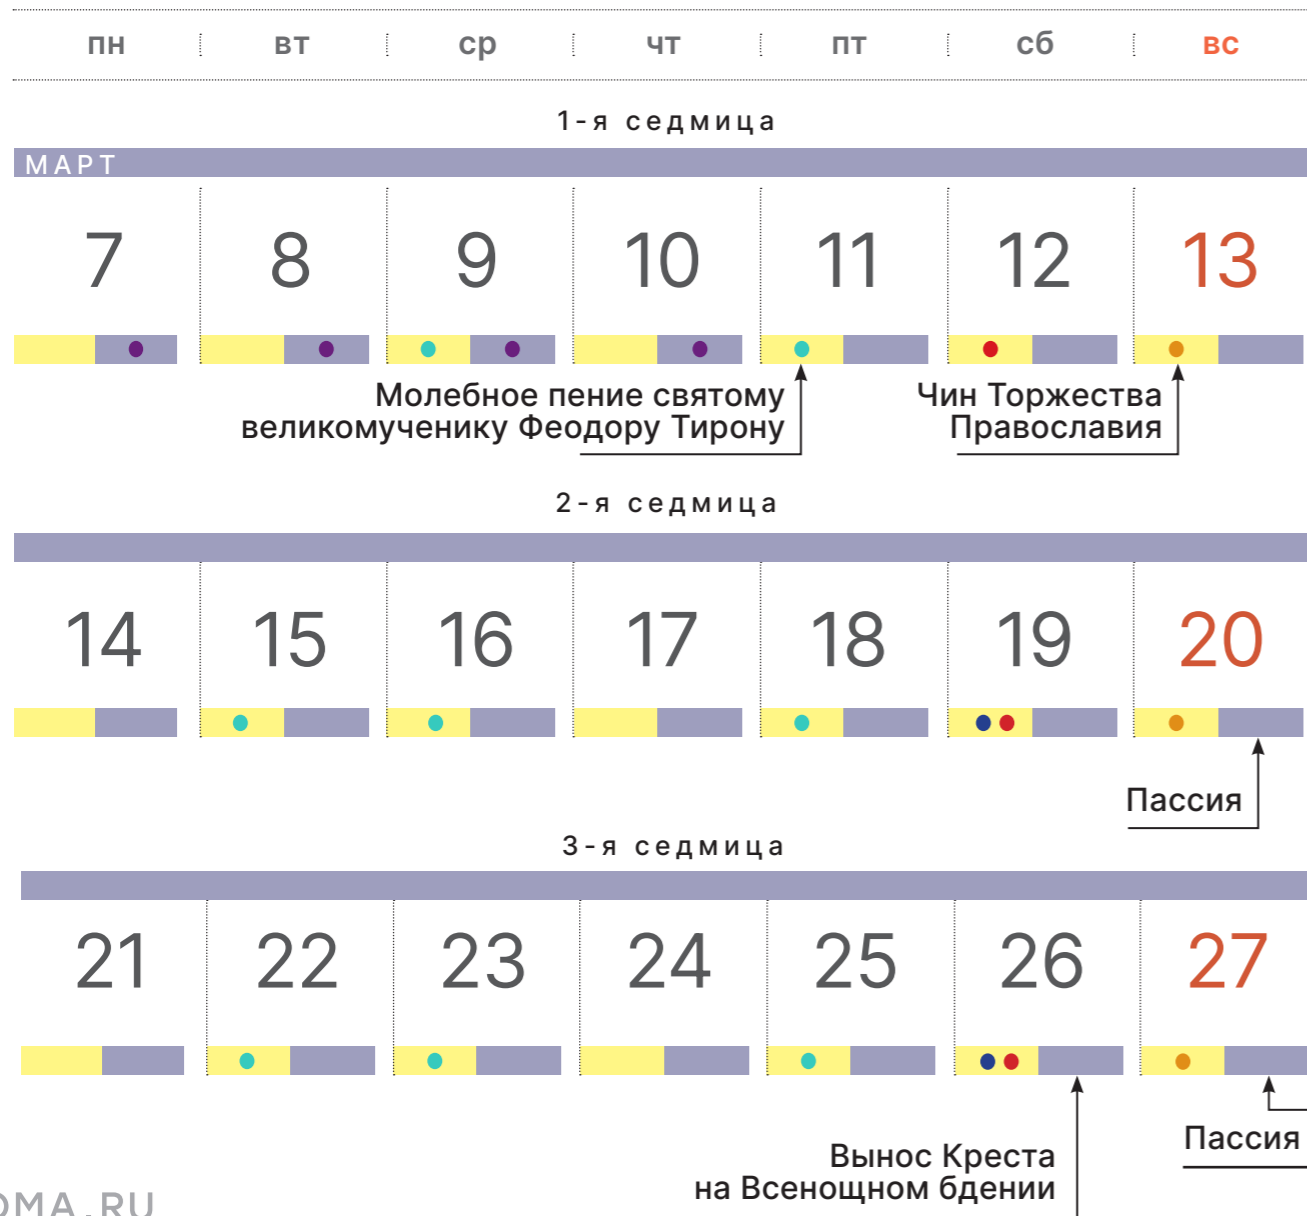 пн вт ср чт пт сб вс
1-я седмица
МАРТ
7 8 9 10 11 12 13
Молебное пение святому
великомученику Феодору Тирону
Чин Торжества
Православия
2-я седмица
14 15 16 17 18 19 20
Пассия
3-я седмица
21 22 23 24 25 26 27
Пассия
Вынос Креста
на Всенощном бдении
OMA.RU